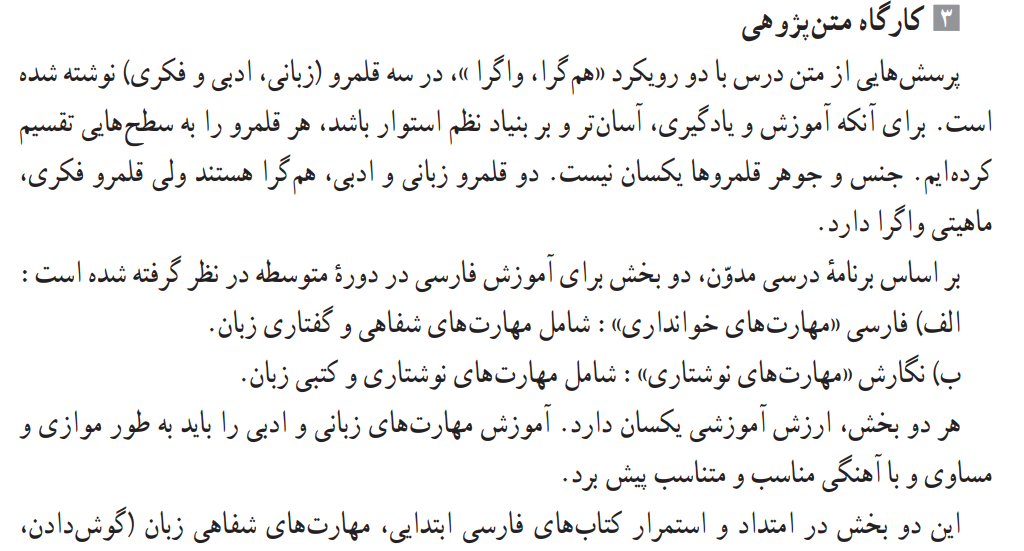 ۳ کارگاه متن‌پژوهی
پرسش‌هایی از متن درس با دو رویکرد «هم‌گرا، واگرا »، در سه قلمرو (زبانی، ادبی و فکری) نوشته شده
است. برای آنکه آموزش و یادگیری، آسان‌تر و بر بنیاد نظم استوار باشد، هر قلمرو را به سطح‌هایی تقسیم
کرده‌ایم. جنس و جوهر قلمروها یکسان نیست. دو قلمرو زبانی و ادبی، هم‌گرا هستند ولی قلمرو فکری،
ماهیتی واگرا دارد.
بر اساس برنامهٔ درسی مدوّن، دو بخش برای آموزش فارسی در دورهٔ متوسطه در نظر گرفته شده است :
الف) فارسی «مهارت‌های خوانداری» : شامل مهارت‌های شفاهی و گفتاری زبان.
ب) نگارش «مهارت‌های نوشتاری» : شامل مهارت‌های نوشتاری و کتبی زبان.
هر دو بخش، ارزش آموزشی یکسان دارد. آموزش مهارت‌های زبانی و ادبی را باید به طور موازی و
مساوی و با آهنگی مناسب و متناسب پیش برد.
این دو بخش در امتداد و استمرار کتاب‌های فارسی ابتدایی، مهارت‌های شفاهی زبان (گوش‌دادن،